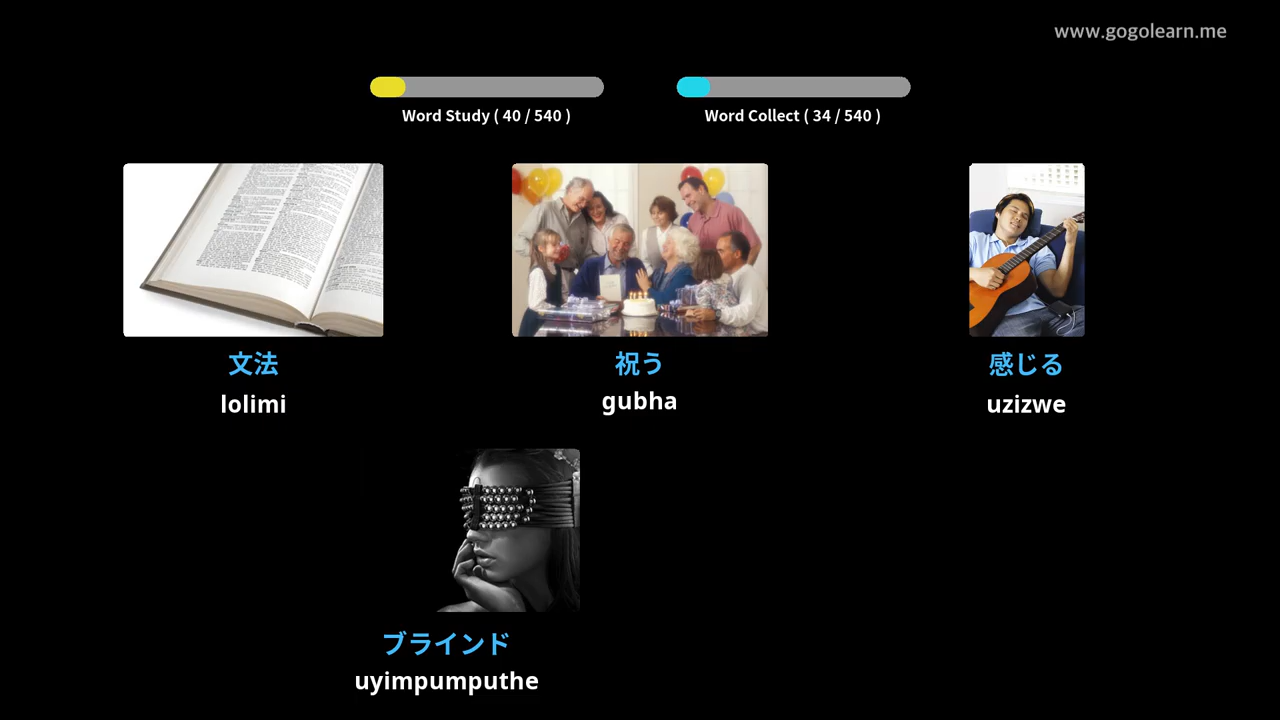 www.gogolearn.me
Word Study ( 40 / 540 )
Word Collect ( 34 / 540 )
文法
lolimi
祝う
gubha
感じる
uzizwe
ブラインド
uyimpumputhe